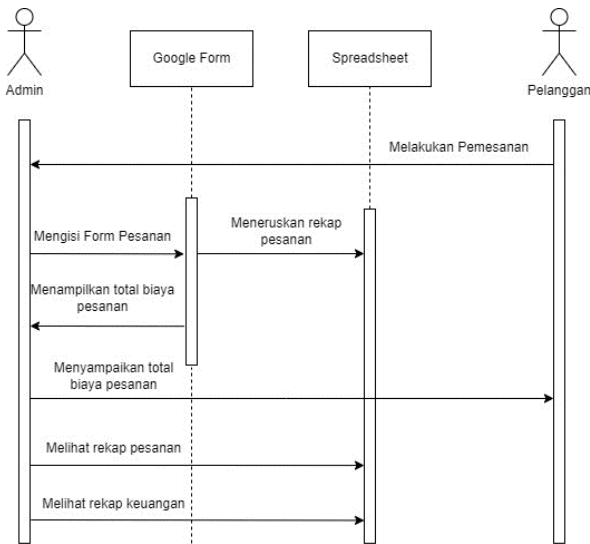 Google Form
Spreadsheet
Admin
Pelanggan
Melakukan Pemesanan
Meneruskan rekap
pesanan
Mengisi Form Pesanan
Menampilkan total biaya
pesanan
Menyampaikan total
biaya pesanan
Melihat rekap pesanan
Melihat rekap keuangan